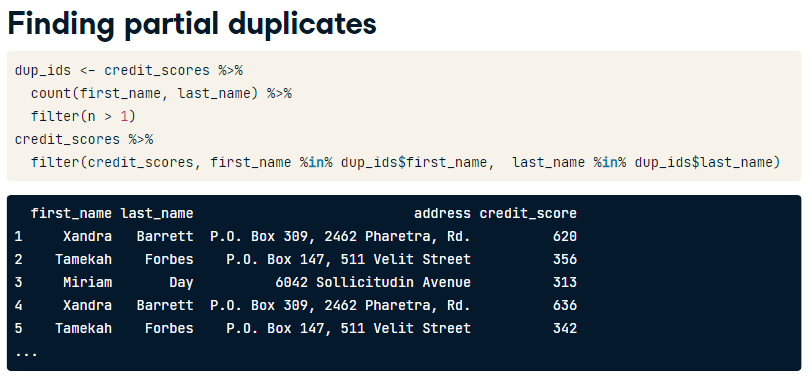 Finding partial duplicates
dup_ids <- credit_scores %>%
count(first_name, last_name) %>%
filter(n > 1)
credit_scores %>%
filter(credit_scores, first_name %in% dup_ids$first_name,  last_name %in% dup_ids$last_name)
first_name last_name address credit_score
1 Xandra Barrett P.O. Box 309, 2462 Pharetra, Rd. 620
2 Tamekah Forbes P.O. Box 147, 511 Velit Street 356
3 Miriam Day 6042 Sollicitudin Avenue 313
4 Xandra Barrett P.O. Box 309, 2462 Pharetra, Rd. 636
5 Tamekah Forbes P.O. Box 147, 511 Velit Street 342
...